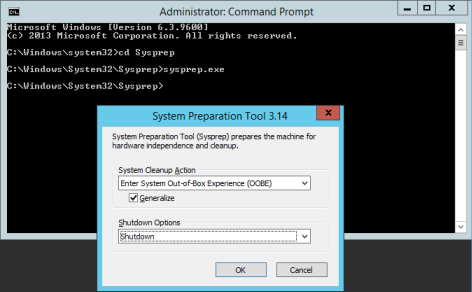 Administrator: Command Prompt
Microsoft Windows [Version 6.3.9600]
(c) 2013 Microsoft Corporation. All rights reserved.
C:\Windows\system32>cd Sysprep
C:\Windows\System32\Sysprep>sysprep.exe
C:\Windows\System32\Sysprep>
System Preparation Tool 3.14
System Preparation Tool (Sysprep) prepares the machine for
hardware independence and cleanup.
System Cleanup Action
Enter System Out-of-Box Experience (OOBE)
Generalize
Shutdown Options
Shutdown
OK Cancel